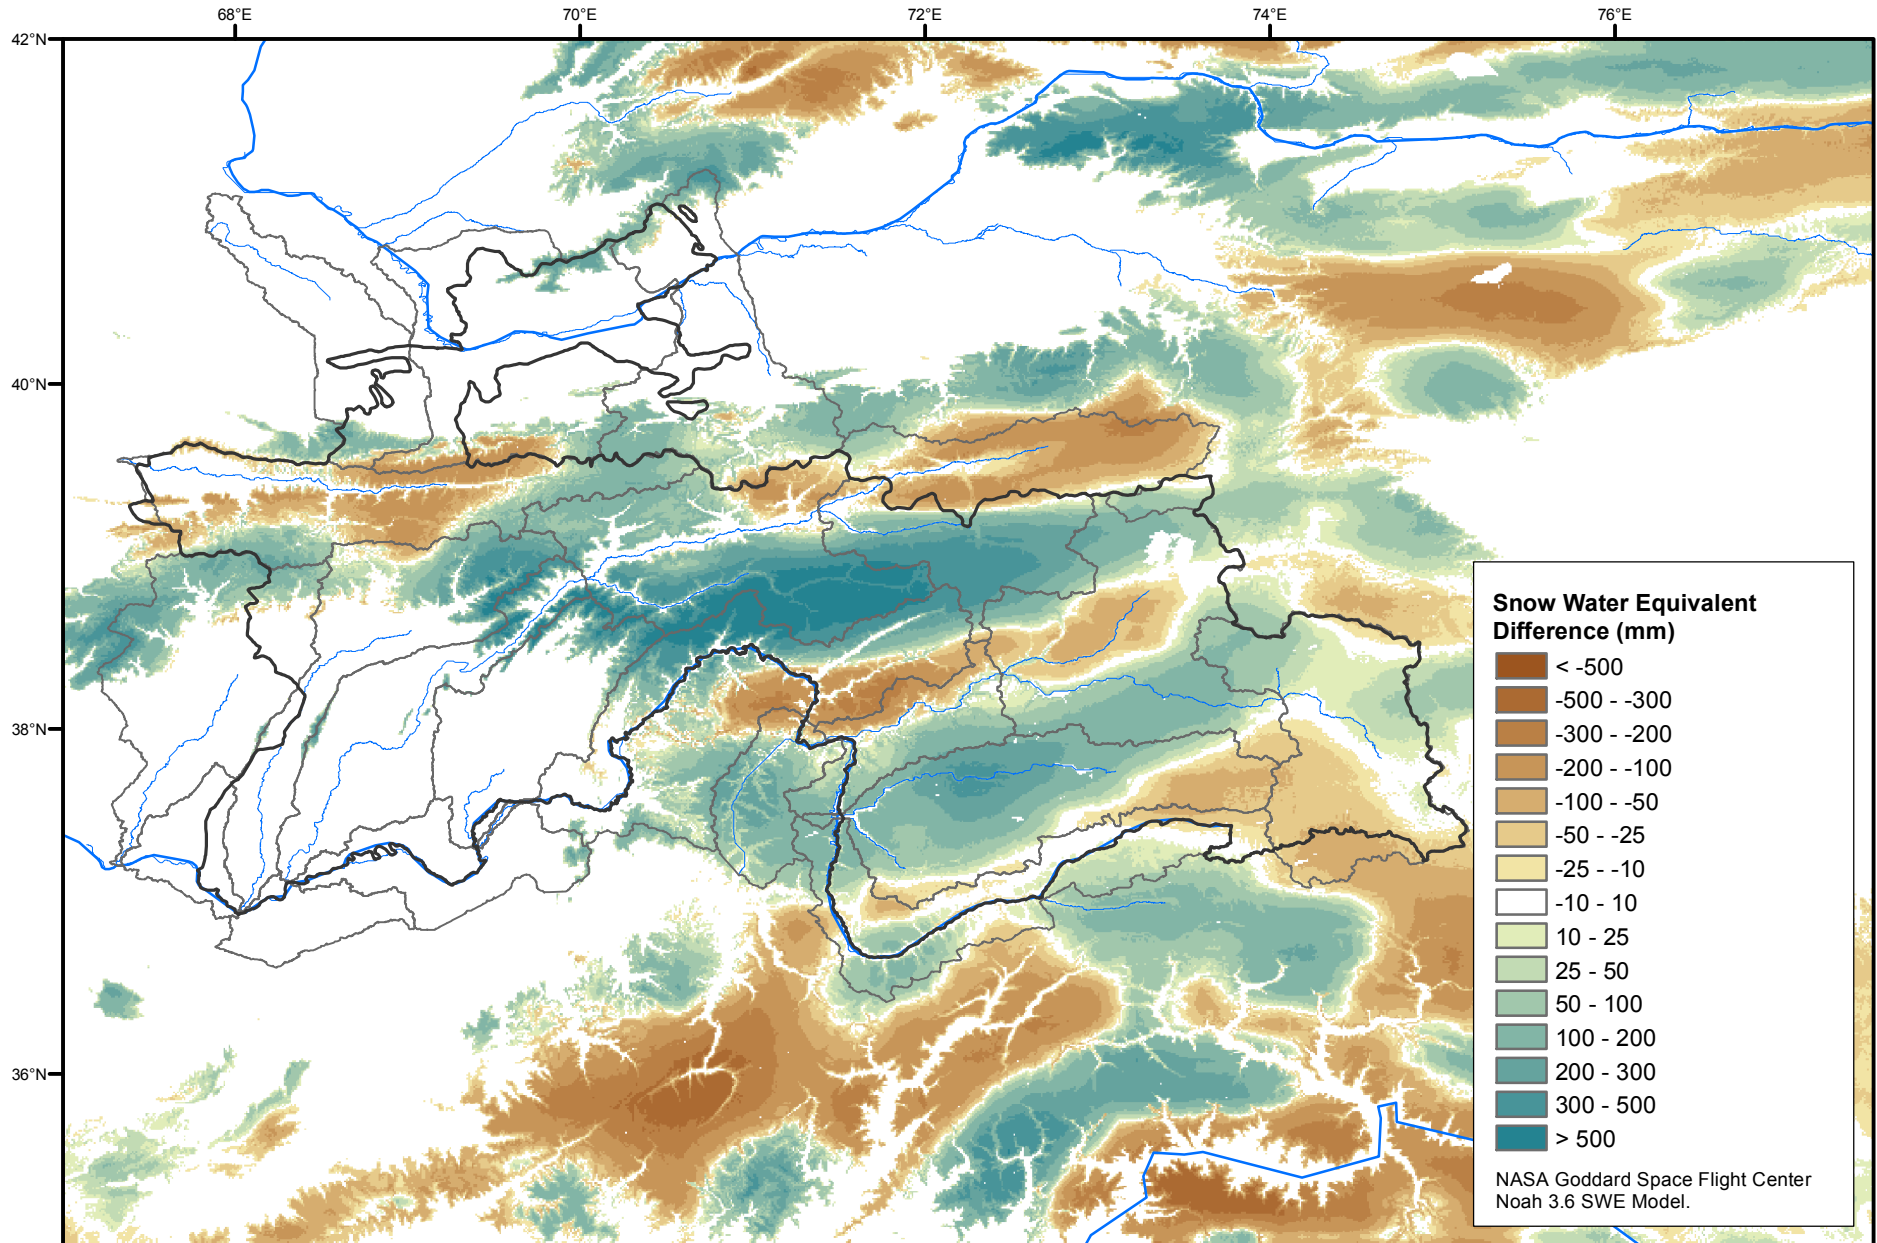 68°E 70°E 72°E 74°E 76°E
42°N
40°N
38°N
36°N
Snow Water Equivalent
Difference (mm)
< -500
-500 - -300
-300 - -200
-200 - -100
-100 - -50
-50 - -25
-25 - -10
-10 - 10
10 - 25
25 - 50
50 - 100
100 - 200
200 - 300
300 - 500
> 500
NASA Goddard Space Flight Center
Noah 3.6 SWE Model.